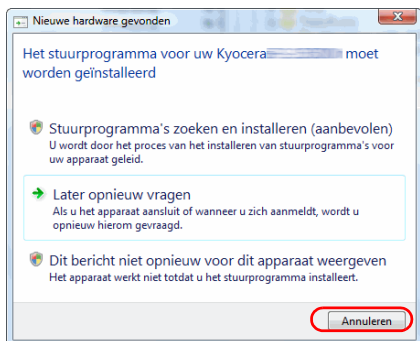 Nieuwe hardware gevonden
Het stuurprogramma voor uw Kyocera moet
worden geïnstalleerd
Stuurprogramma's zoeken en installeren (aanbevolen)
U wordt door het proces van het installeren van stuurprogramma's voor
uw apparaat geleid.
Later opnieuw vragen
Als u het apparaat aansluit of wanneer u zich aanmeldt, wordt u
opnieuw hierom gevraagd.
Dit bericht niet opnieuw voor dit apparaat weergeven
Het apparaat werkt niet totdat u het stuurprogramma installeert.
Annuleren